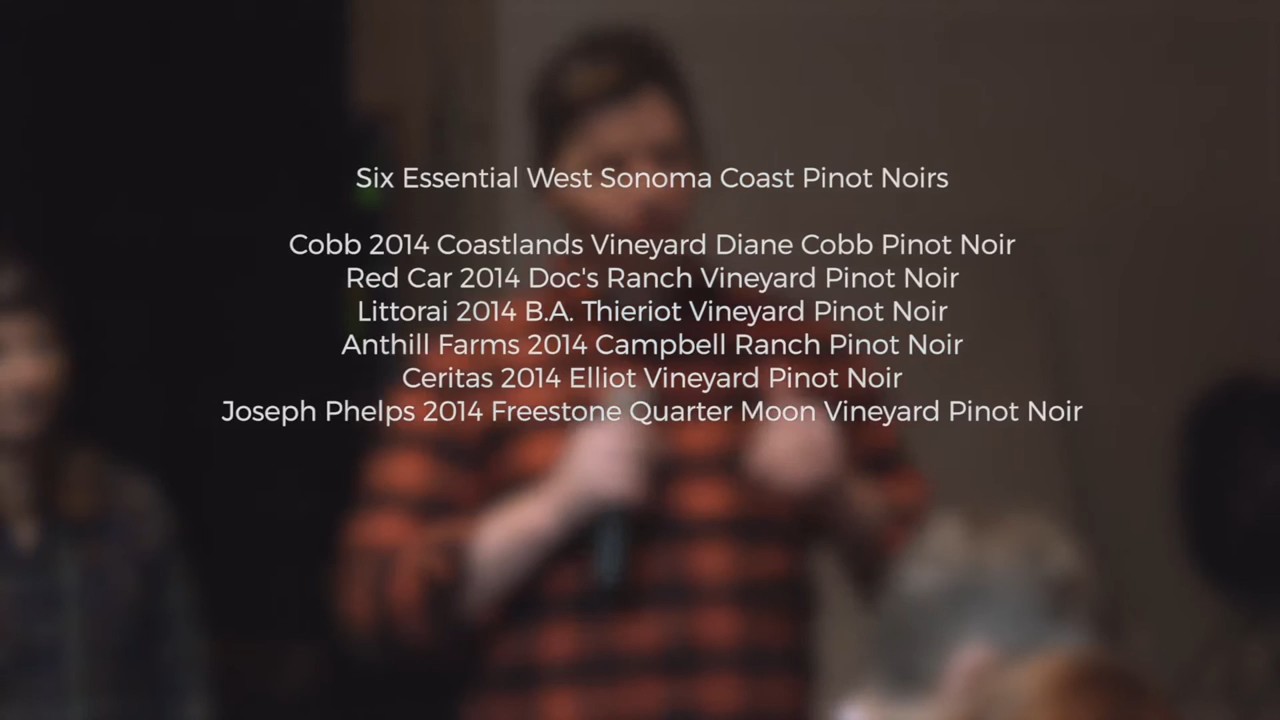 Six Essential West Sonoma Coast Pinot Noirs
Cobb 2014 Coastlands Vineyard Diane Cobb Pinot Noir
Red Car 2014 Doc's Ranch Vineyard Pinot Noir
Littorai 2014 B.A. Thieriot Vineyard Pinot Noir
Anthill Farms 2014 Campbell Ranch Pinot Noir
Ceritas 2014 Elliot Vineyard Pinot Noir
Joseph Phelps 2014 Freestone Quarter Moon Vineyard Pinot Noir